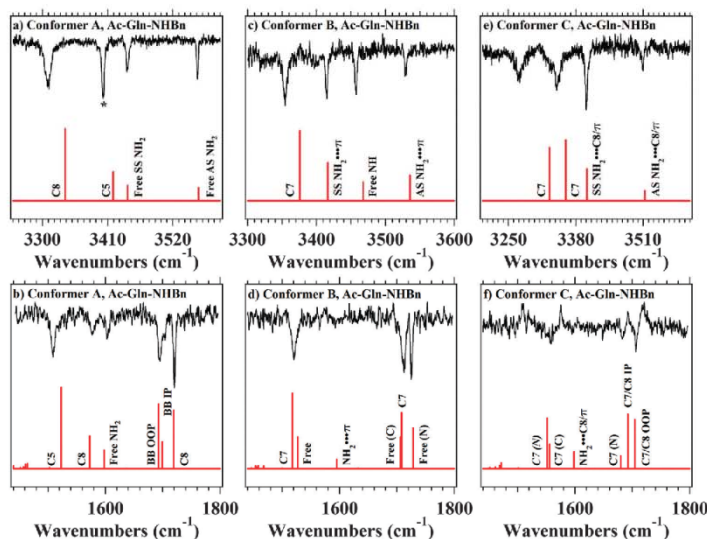 a) Conformer A, Ac-Gln-NHBn
*
C8
C5
Free SS NH2
Free AS NH2
3300 3410 3520
Wavenumbers (cm-1)
c) Conformer B, Ac-Gln-NHBn
C7
SS NH2•••π
Free NH
AS NH2•••π
3300 3400 3500 3600
Wavenumbers (cm-1)
e) Conformer C, Ac-Gln-NHBn
C7
C7
SS NH2•••C8/π
AS NH2•••C8/π
3250 3380 3510
Wavenumbers (cm-1)
b) Conformer A, Ac-Gln-NHBn
C5
C8
Free NH2
BB OOP
BB IP
C8
1600 1800
Wavenumbers (cm-1)
d) Conformer B, Ac-Gln-NHBn
C7
Free
NH2•••π
Free (C)
C7
Free (N)
1600 1800
Wavenumbers (cm-1)
f) Conformer C, Ac-Gln-NHBn
C7 (N)
C7 (C)
NH2•••C8/π
C7 (N)
C7/C8 IP
C7/C8 OOP
1600 1800
Wavenumbers (cm-1)